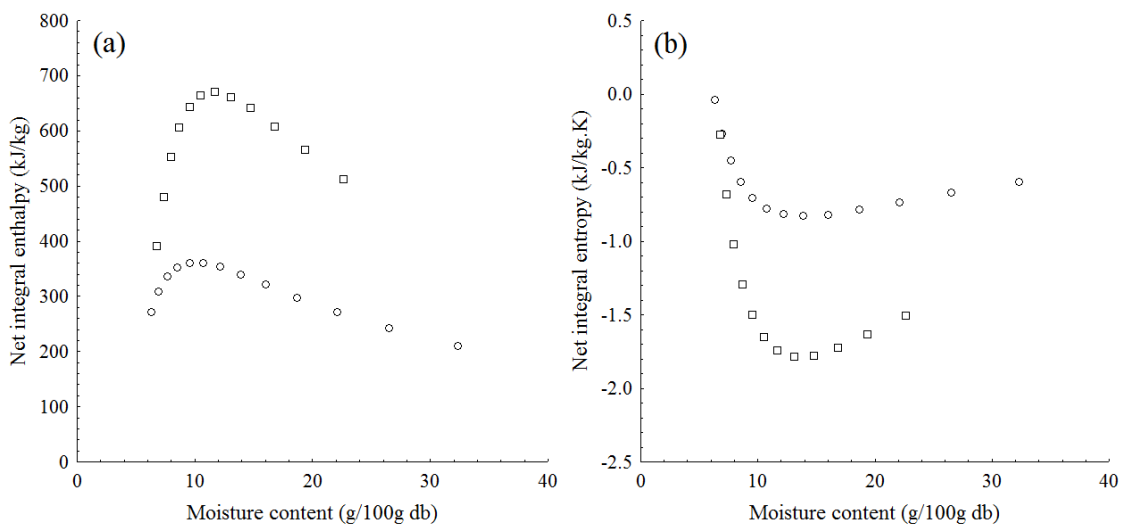 (a)
Net integral enthalpy (kJ/kg)
800
700
600
500
400
300
200
100
0
0 10 20 30 40
Moisture content (g/100g db)
(b)
Net integral entropy (kJ/kg.K)
0.5
0.0
-0.5
-1.0
-1.5
-2.0
-2.5
0 10 20 30 40
Moisture content (g/100g db)